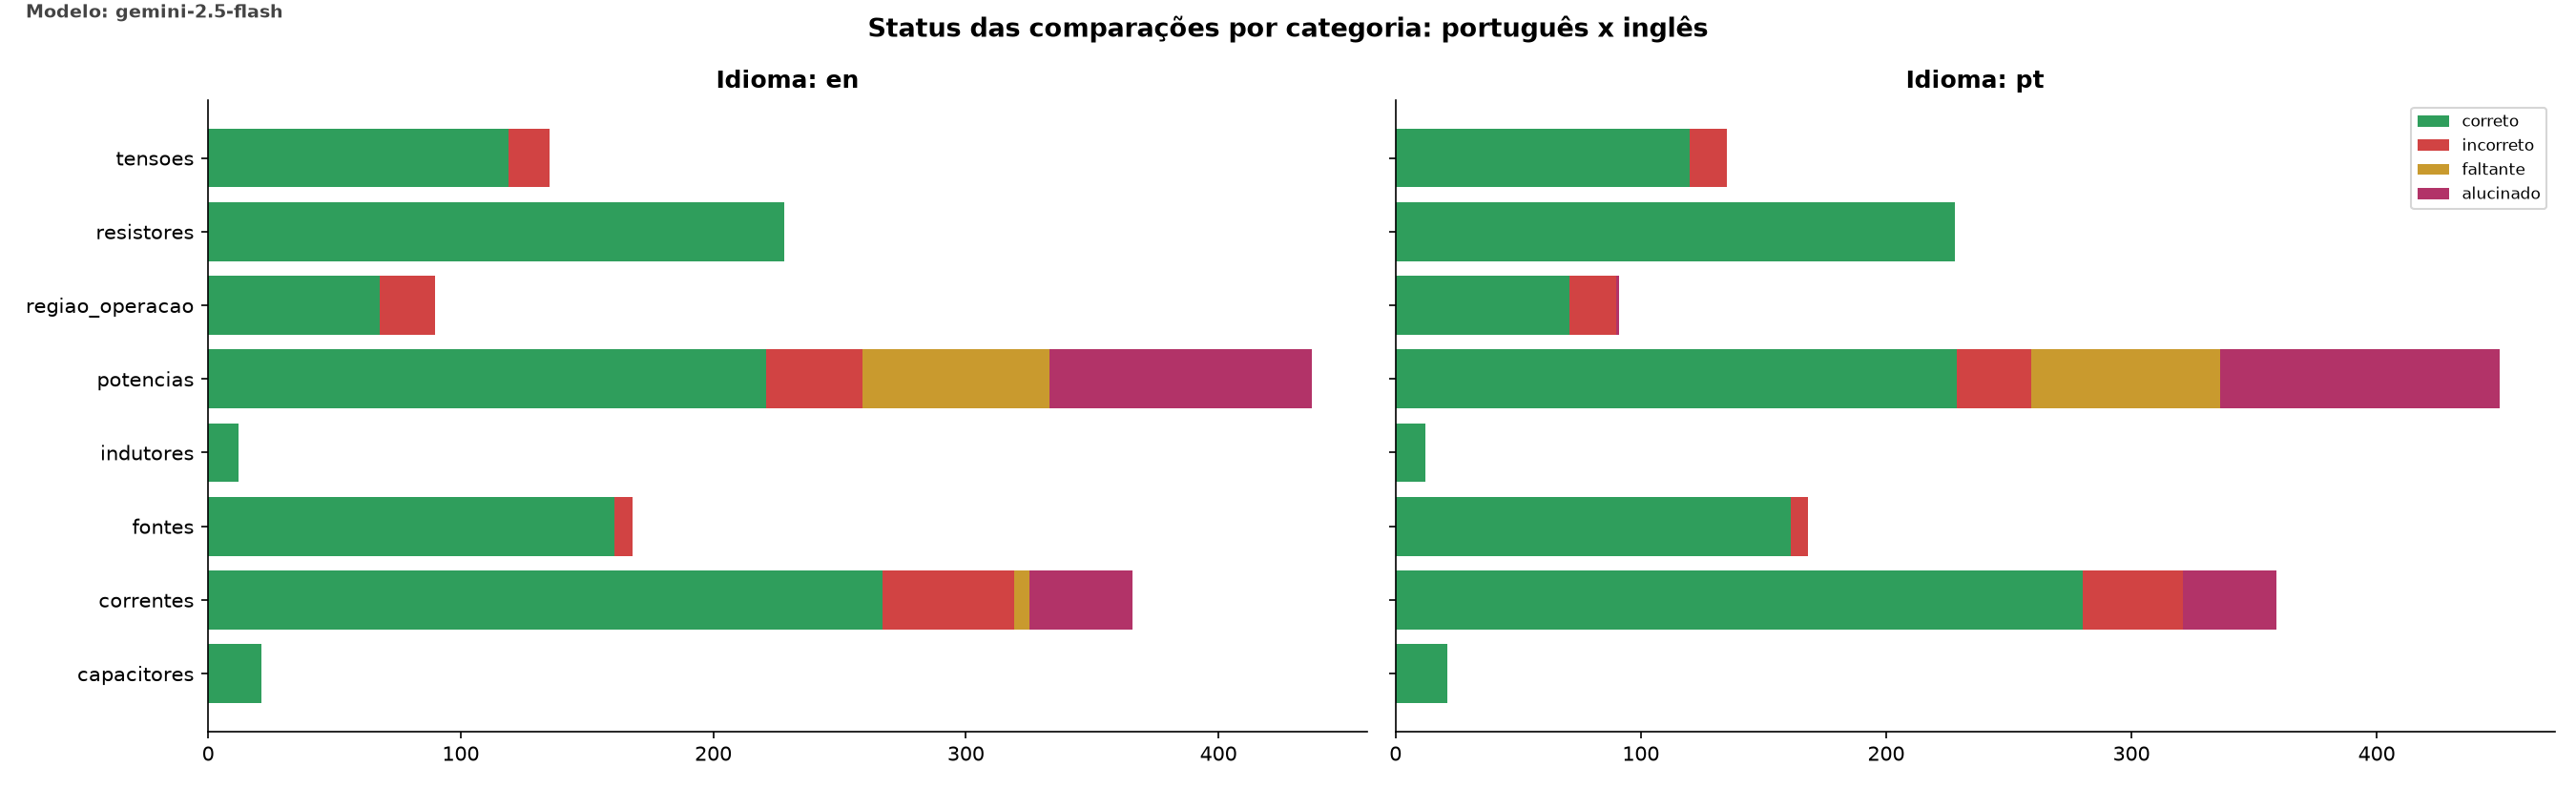 Modelo: gemini-2.5-flash
Status das comparações por categoria: português x inglês
Idioma: en
tensoes
resistores
regiao_operacao
potencias
indutores
fontes
correntes
capacitores
0 100 200 300 400
Idioma: pt
correto
incorreto
faltante
alucinado
0 100 200 300 400